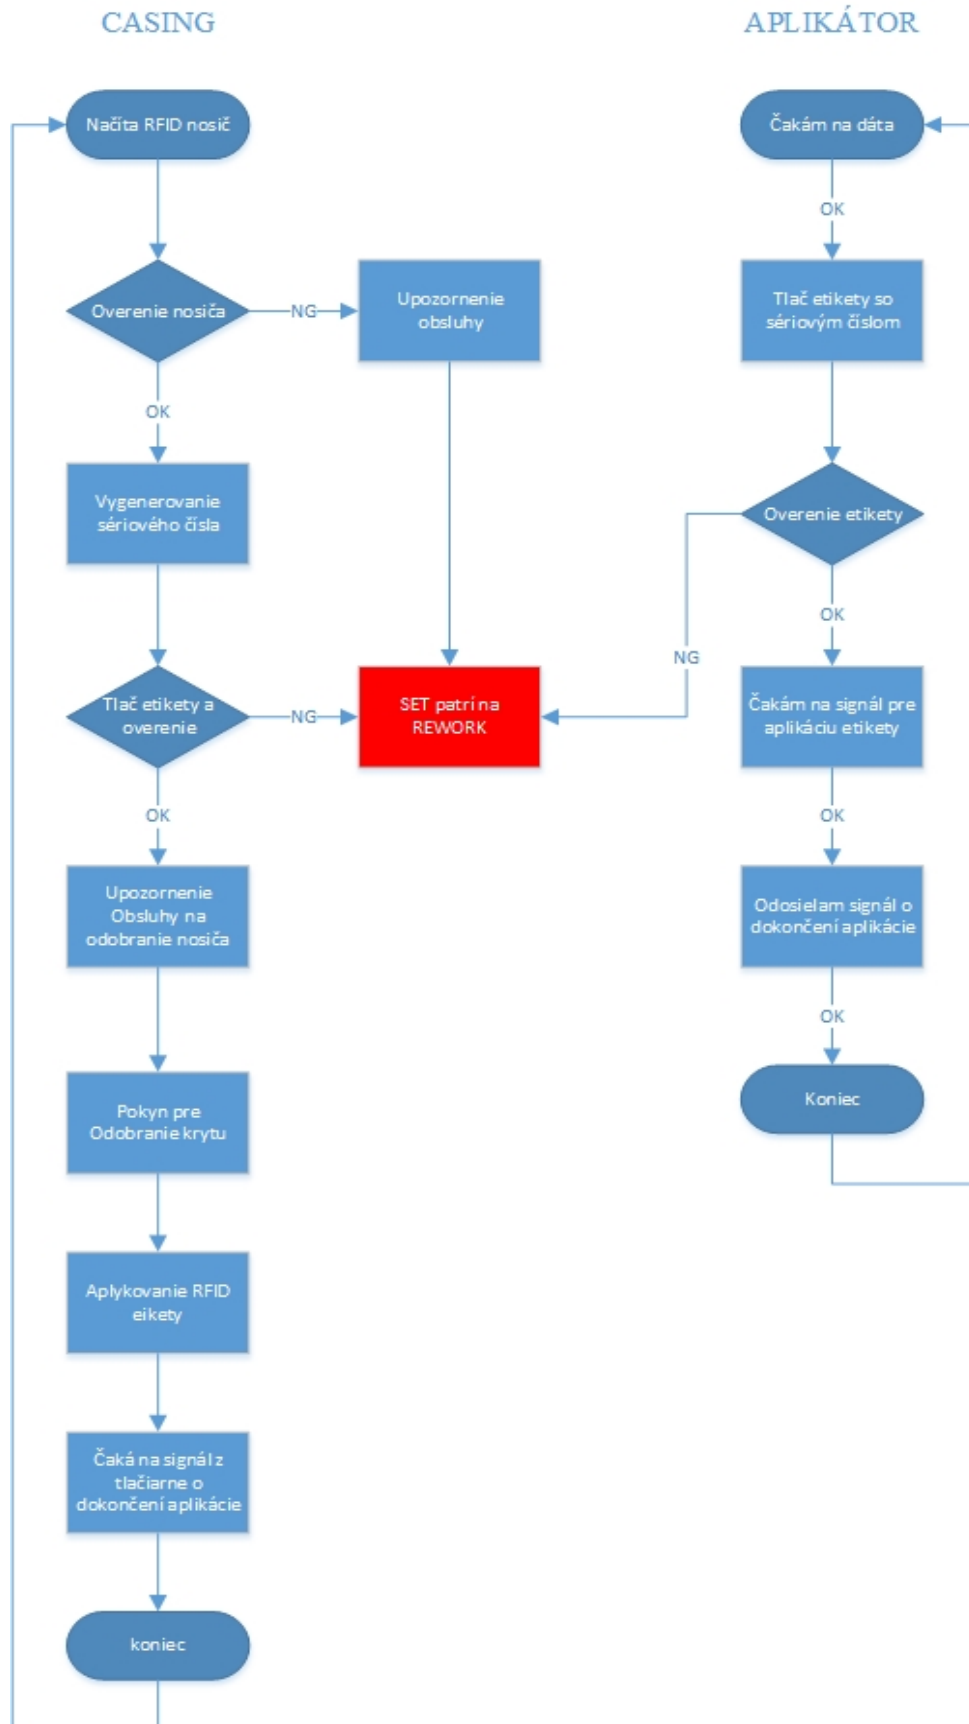 CASING
Načíta RFID nosič
Overenie nosiča
NG
Upozornenie
obsluhy
OK
Vygenerovanie
sériového čísla
Tlač etikety a
overenie
NG
SET patrí na
REWORK
OK
Upozornenie
Obsluhy na
odobranie nosiča
Pokyn pre
Odobranie krytu
Aplykovanie RFID
eikety
Čaká na signál z
tlačiarne o
dokončení aplikácie
koniec
APLIKÁTOR
Čakám na dáta
OK
Tlač etikety so
sériovým číslom
Overenie etikety
NG
OK
Čakám na signál pre
aplikáciu etikety
OK
Odosielam signál o
dokončení aplikácie
OK
Koniec